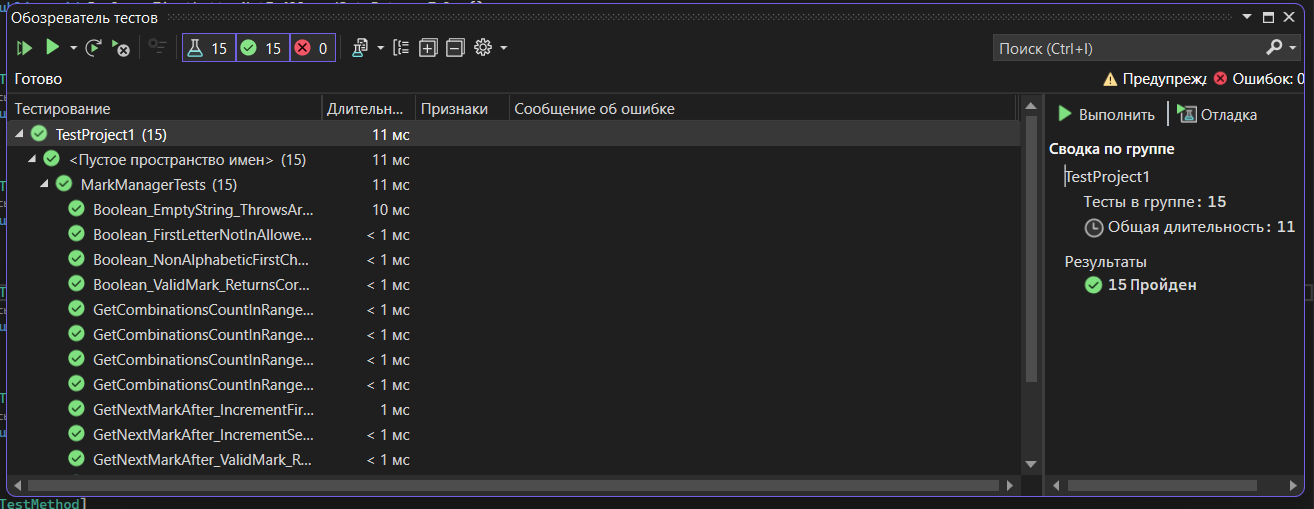 Обозреватель тестов
15 15 0
Поиск (Ctrl+I)
Готово
Предупрежд Ошибок: 0
Тестирование Длительн... Признаки Сообщение об ошибке
TestProject1 (15) 11 мс
<Пустое пространство имен> (15) 11 мс
MarkManagerTests (15) 11 мс
Boolean_EmptyString_ThrowsAr... 10 мс
Boolean_FirstLetterNotInAllowe... < 1 мс
Boolean_NonAlphabeticFirstCh... < 1 мс
Boolean_ValidMark_ReturnsCor... < 1 мс
GetCombinationsCountInRange... < 1 мс
GetCombinationsCountInRange... < 1 мс
GetCombinationsCountInRange... < 1 мс
GetCombinationsCountInRange... < 1 мс
GetNextMarkAfter_IncrementFir... 1 мс
GetNextMarkAfter_IncrementSe... < 1 мс
GetNextMarkAfter_ValidMark_R... < 1 мс
Выполнить Отладка
Сводка по группе
TestProject1
Тесты в группе: 15
Общая длительность: 11
Результаты
15 Пройден
TestMethod]